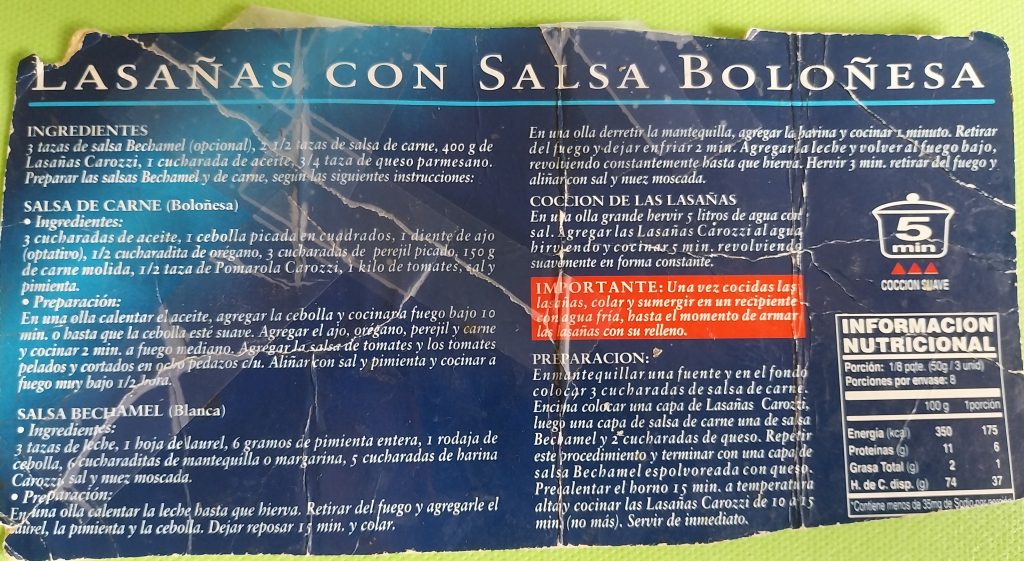 LASAÑAS CON SALSA BOLOÑESA
INGREDIENTES
3 tazas de salsa Bechamel (opcional), 2 1/2 tazas de salsa de carne, 400 g de
Lasañas Carozzi, 1 cucharada de aceite, 3/4 taza de queso parmesano.
Preparar las salsas Bechamel y de carne, según las siguientes instrucciones:
SALSA DE CARNE (Boloñesa)
• Ingredientes:
3 cucharadas de aceite, 1 cebolla picada en cuadrados, 1 diente de ajo
(optativo), 1/2 cucharadita de orégano, 3 cucharadas de perejil picado, 150 g
de carne molida, 1/2 taza de Pomarola Carozzi, 1 kilo de tomates, sal y
pimienta.
• Preparación:
En una olla calentar el aceite, agregar la cebolla y cocinar a fuego bajo 10
min. o hasta que la cebolla esté suave. Agregar el ajo, orégano, perejil y carne
y cocinar 2 min. a fuego mediano. Agregar la salsa de tomates y los tomates
pelados y cortados en ocho pedazos c/u. Aliñar con sal y pimienta y cocinar a
fuego muy bajo 1/2 hora.
SALSA BECHAMEL (Blanca)
• Ingredientes:
3 tazas de leche, 1 hoja de laurel, 6 gramos de pimienta entera, 1 rodaja de
cebolla, 6 cucharaditas de mantequilla o margarina, 5 cucharadas de harina
Carozzi, sal y nuez moscada.
• Preparación:
En una olla calentar la leche hasta que hierva. Retirar del fuego y agregarle el
laurel, la pimienta y la cebolla. Dejar reposar 15 min. y colar.
En una olla derretir la mantequilla, agregar la harina y cocinar 1 minuto. Retirar
del fuego y dejar enfriar 2 min. Agregar la leche y volver al fuego bajo,
revolviendo constantemente hasta que hierva. Hervir 3 min. retirar del fuego y
aliñar con sal y nuez moscada.
COCCION DE LAS LASAÑAS
En una olla grande hervir 5 litros de agua con
sal. Agregar las Lasañas Carozzi al agua
hirviendo y cocinar 5 min. revolviendo
suavemente en forma constante.
IMPORTANTE: Una vez cocidas las
lasañas, colar y sumergir en un recipiente
con agua fría, hasta el momento de armar
las lasañas con su relleno.
PREPARACION:
Enmantequillar una fuente y en el fondo
colocar 3 cucharadas de salsa de carne.
Encima colocar una capa de Lasañas Carozzi,
luego una capa de salsa de carne una de salsa
Bechamel y 2 cucharadas de queso. Repetir
este procedimiento y terminar con una capa de
salsa Bechamel espolvoreada con queso.
Precalentar el horno 15 min. a temperatura
alta y cocinar las Lasañas Carozzi de 10 a 15
min. (no más). Servir de inmediato.
5
min
COCCION SUAVE
INFORMACION
NUTRICIONAL
Porción: 1/8 pqte. (50g / 3 unid)
Porciones por envase: 8
100 g 1porción
Energía (kcal) 350 175
Proteínas (g) 11 6
Grasa Total (g) 2 1
H. de C. disp. (g) 74 37
*Contiene menos de 35mg de Sodio por porción